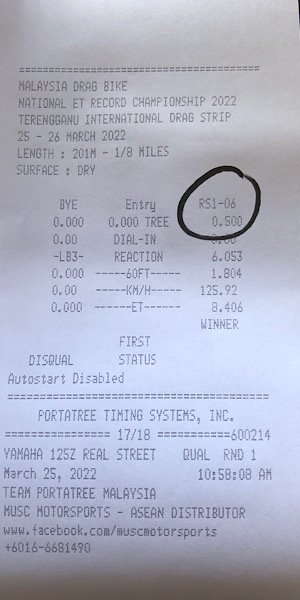 ================================
MALAYSIA DRAG BIKE
NATIONAL ET RECORD CHAMPIONSHIP 2022
TERENGGANU INTERNATIONAL DRAG STRIP
25 - 26 MARCH 2022
LENGTH : 201M - 1/8 MILES
SURFACE : DRY
BYE Entry RS1-06
0.000 0.000 TREE 0.500
0.00 DIAL-IN 0.00
-LB3- REACTION 6.053
0.000 ------60FT------ 1.804
0.00 ------KM/H------ 125.92
0.000 -------ET------- 8.406
WINNER
FIRST
DISQUAL STATUS
Autostart Disabled
===================================
PORTATREE TIMING SYSTEMS, INC.
================ 17/18 ===========600214
YAMAHA 125Z REAL STREET QUAL RND 1
March 25, 2022 10:58:08 AM
TEAM PORTATREE MALAYSIA
MUSC MOTORSPORTS - ASEAN DISTRIBUTOR
www.facebook.com/muscmotorsports
+6016-6681490